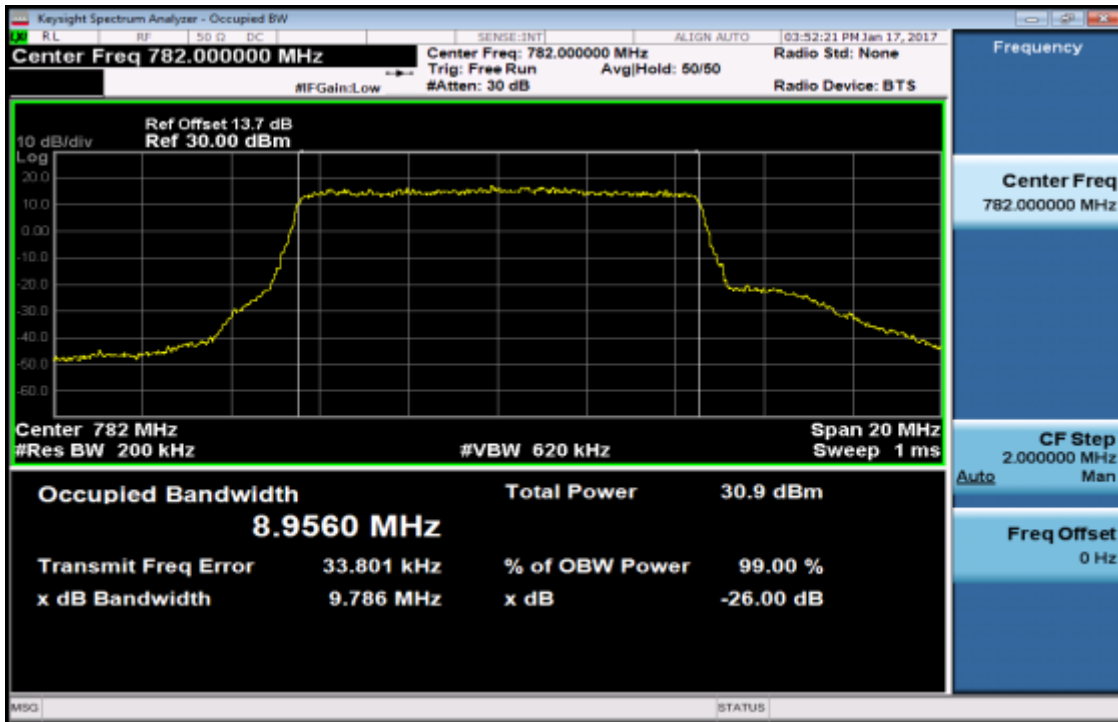 Keysight Spectrum Analyzer - Occupied BW
RL RF 50 Ω DC SENSE:INT ALIGN AUTO 03:52:21 PM Jan 17, 2017
Center Freq 782.000000 MHz
Center Freq: 782.000000 MHz Radio Std: None
Trig: Free Run Avg|Hold: 50/50
#IFGain:Low #Atten: 30 dB Radio Device: BTS
Ref Offset 13.7 dB
10 dB/div Ref 30.00 dBm
Log
20.0
10.0
0.00
-10.0
-20.0
-30.0
-40.0
-50.0
-60.0
Center 782 MHz Span 20 MHz
#Res BW 200 kHz #VBW 620 kHz Sweep 1 ms
Occupied Bandwidth Total Power 30.9 dBm
8.9560 MHz
Transmit Freq Error 33.801 kHz % of OBW Power 99.00 %
x dB Bandwidth 9.786 MHz x dB -26.00 dB
MSG STATUS
Frequency
Center Freq
782.000000 MHz
CF Step
2.000000 MHz
Auto Man
Freq Offset
0 Hz